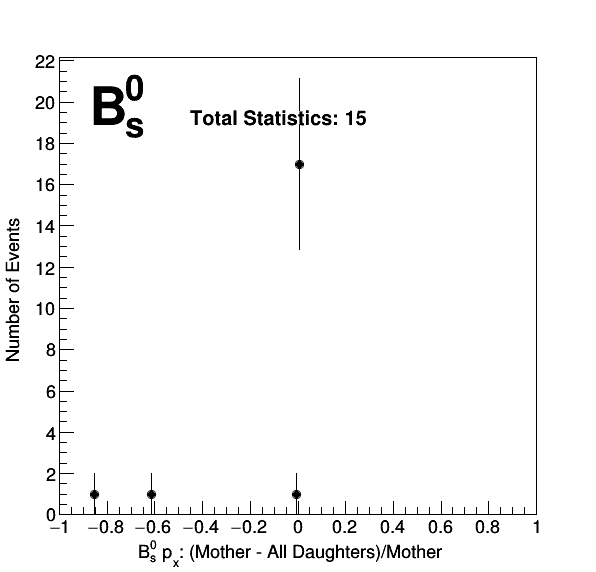 22
20
18
16
14
12
10
8
6
4
2
0
B⁰ₛ
Total Statistics: 15
Number of Events
−1 −0.8 −0.6 −0.4 −0.2 0 0.2 0.4 0.6 0.8 1
B⁰ₛ pₓ: (Mother - All Daughters)/Mother